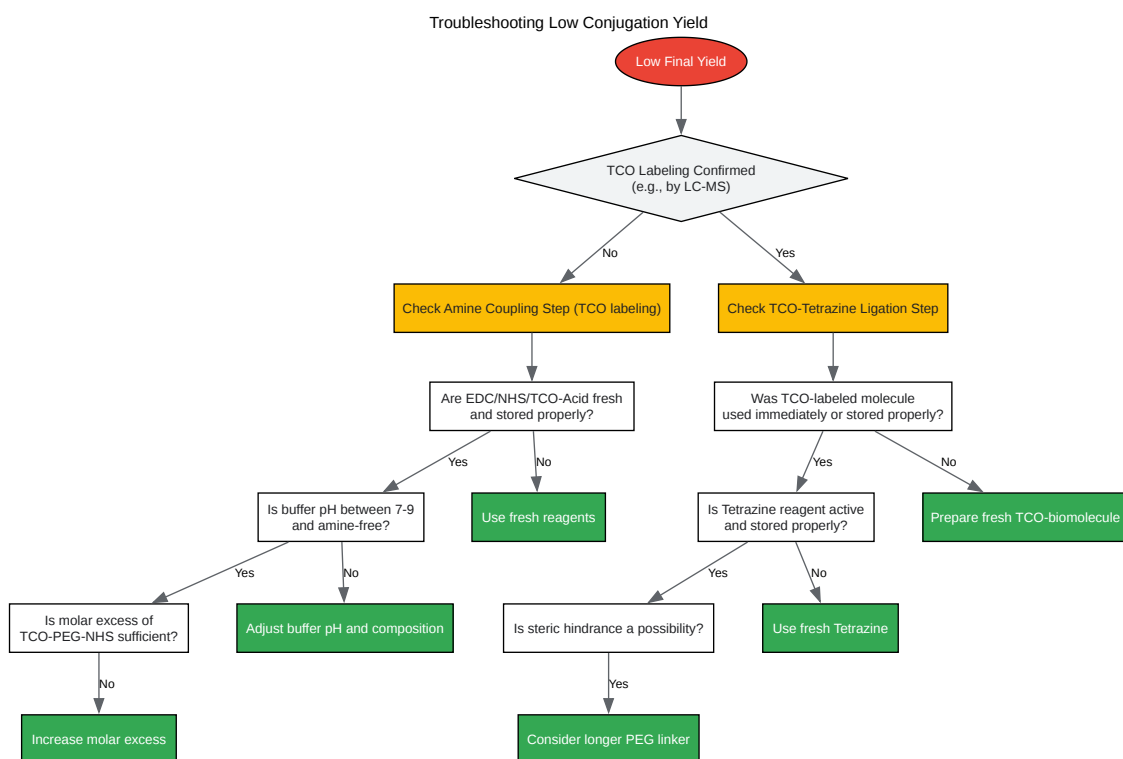 Troubleshooting Low Conjugation Yield
Low Final Yield
TCO Labeling Confirmed
(e.g., by LC-MS)
No
Yes
Check Amine Coupling Step (TCO labeling)
Check TCO-Tetrazine Ligation Step
Are EDC/NHS/TCO-Acid fresh
and stored properly?
Was TCO-labeled molecule
used immediately or stored properly?
Yes
No
Yes
No
Is buffer pH between 7-9
and amine-free?
Use fresh reagents
Is Tetrazine reagent active
and stored properly?
Prepare fresh TCO-biomolecule
Yes
No
Yes
No
Is molar excess of
TCO-PEG-NHS sufficient?
Adjust buffer pH and composition
Is steric hindrance a possibility?
Use fresh Tetrazine
No
Yes
Increase molar excess
Consider longer PEG linker